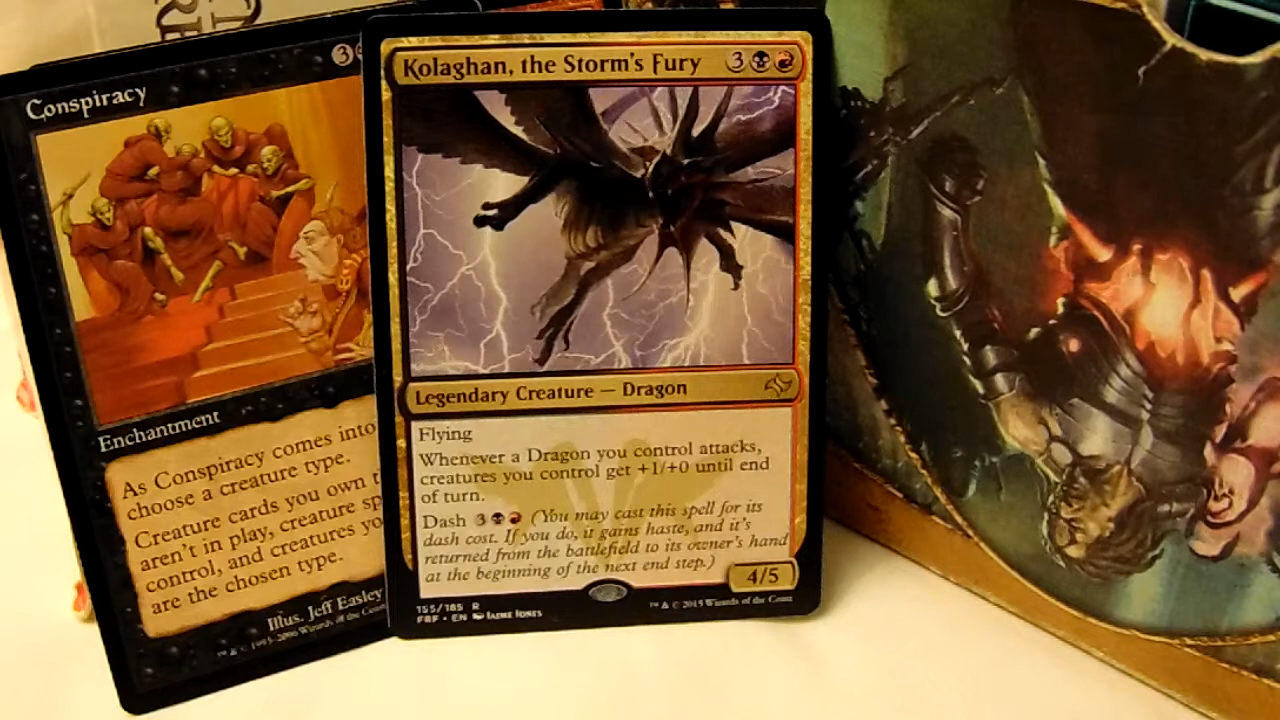 Conspiracy
3
Enchantment
As Conspiracy comes into
choose a creature type.
Creature cards you own t
aren't in play, creature sp
control, and creatures yo
are the chosen type.
Illus. Jeff Easley
Kolaghan, the Storm's Fury 3
Legendary Creature — Dragon
Flying
Whenever a Dragon you control attacks,
creatures you control get +1/+0 until end
of turn.
Dash 3 (You may cast this spell for its
dash cost. If you do, it gains haste, and it's
returned from the battlefield to its owner's hand
at the beginning of the next end step.)
4/5
155/185 R
FRF • EN Jaime Jones
™ & © 2015 Wizards of the Coast